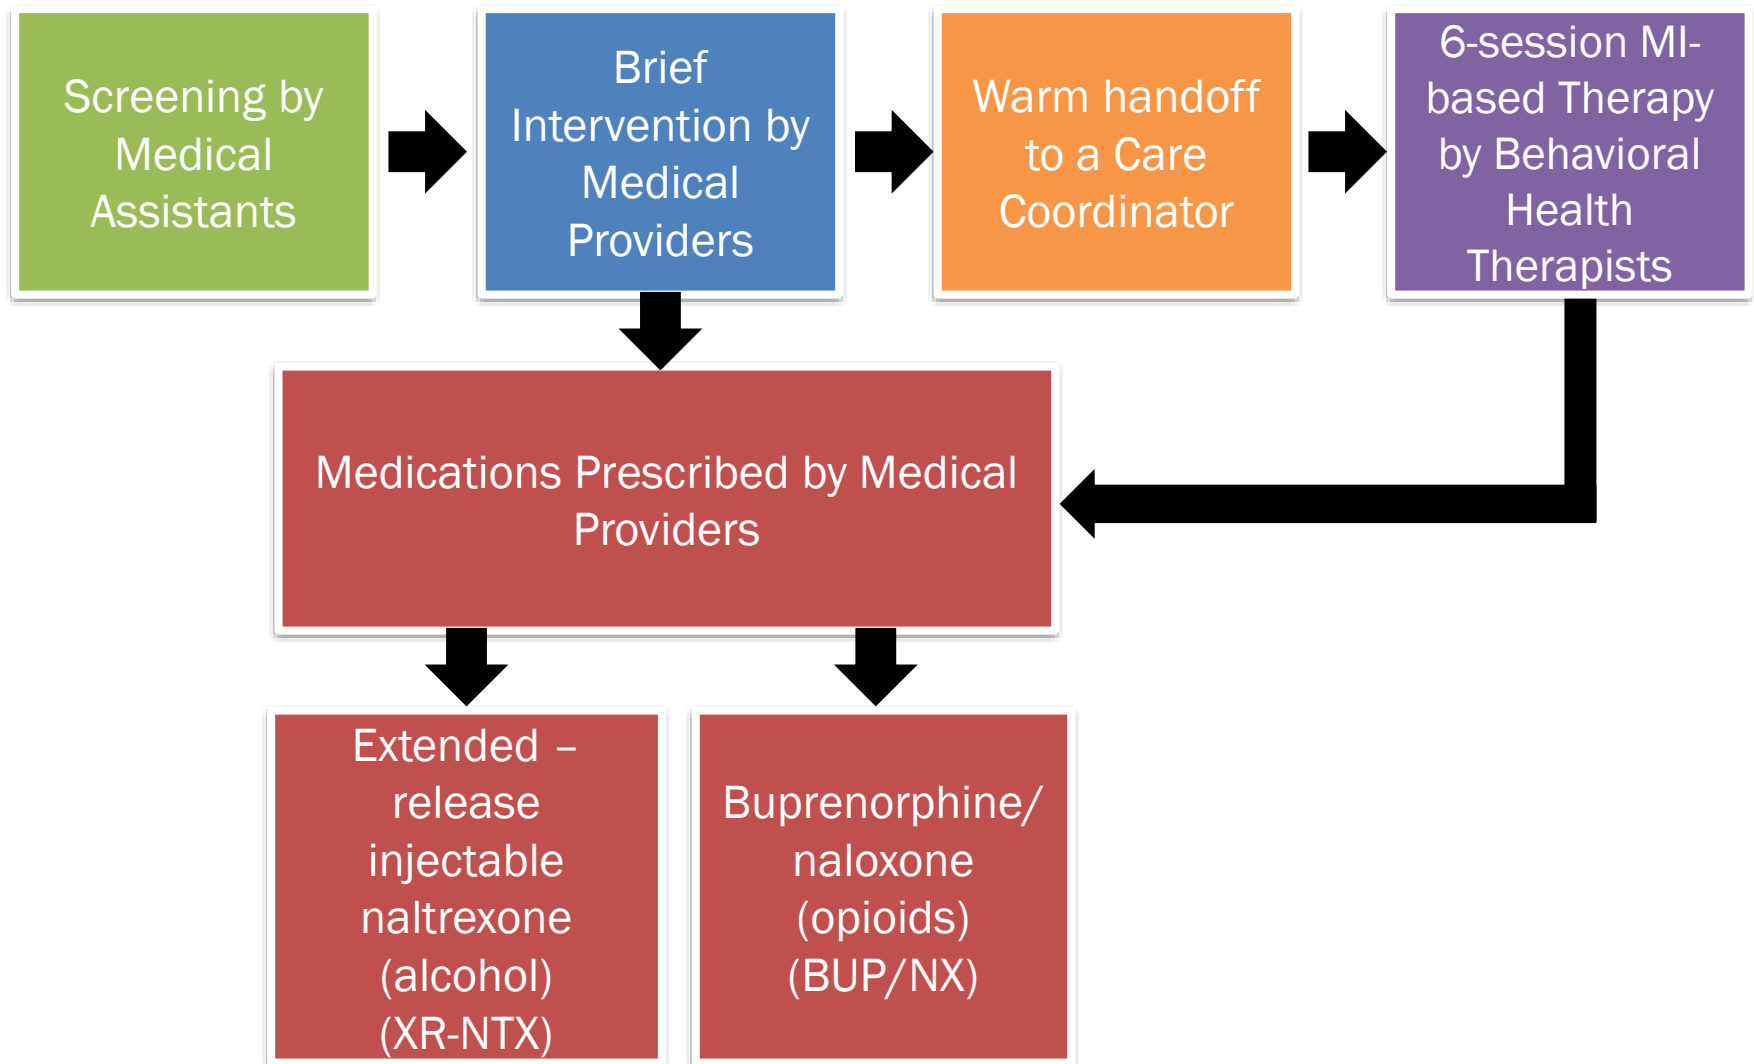 Screening by
Medical
Assistants
Brief
Intervention by
Medical
Providers
Warm handoff
to a Care
Coordinator
6-session MI-
based Therapy
by Behavioral
Health
Therapists
Medications Prescribed by Medical
Providers
Extended –
release
injectable
naltrexone
(alcohol)
(XR-NTX)
Buprenorphine/
naloxone
(opioids)
(BUP/NX)